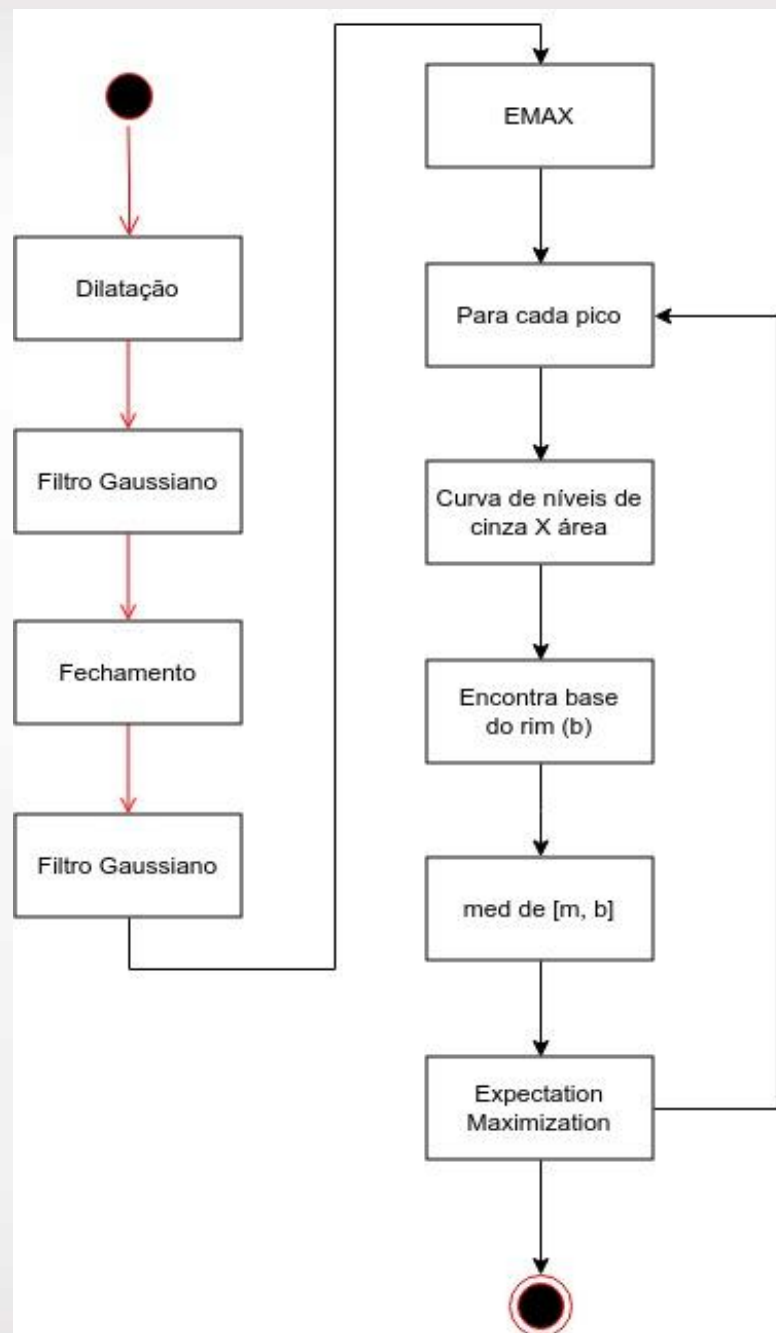 Dilatação
Filtro Gaussiano
Fechamento
Filtro Gaussiano
EMAX
Para cada pico
Curva de níveis de
cinza X área
Encontra base
do rim (b)
med de [m, b]
Expectation
Maximization